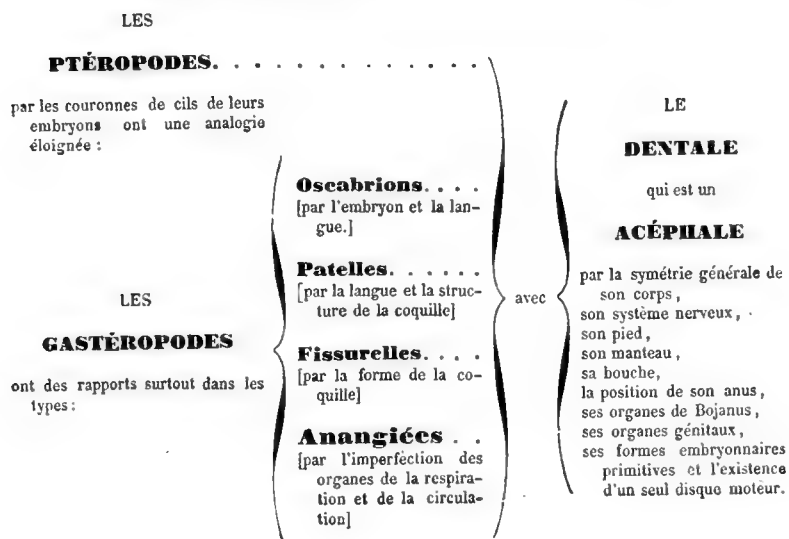 LES
PTÉROPODES. . . . . . . . . . . . . .
par les couronnes de cils de leurs
embryons ont une analogie
éloignée :
LES
GASTÉROPODES
ont des rapports surtout dans les
types :
Oscabrions. . . .
[par l'embryon et la lan-
gue.]
Patelles. . . . . .
[par la langue et la struc-
ture de la coquille]
Fissurelles. . . .
[par la forme de la co-
quille]
Anangiées . .
[par l'imperfection des
organes de la respira-
tion et de la circula-
tion]
avec
LE
DENTALE
qui est un
ACÉPHALE
par la symétrie générale de
son corps,
son système nerveux,
son pied,
son manteau,
sa bouche,
la position de son anus,
ses organes de Bojanus,
ses organes génitaux,
ses formes embryonnaires
primitives et l'existence
d'un seul disque moteur.